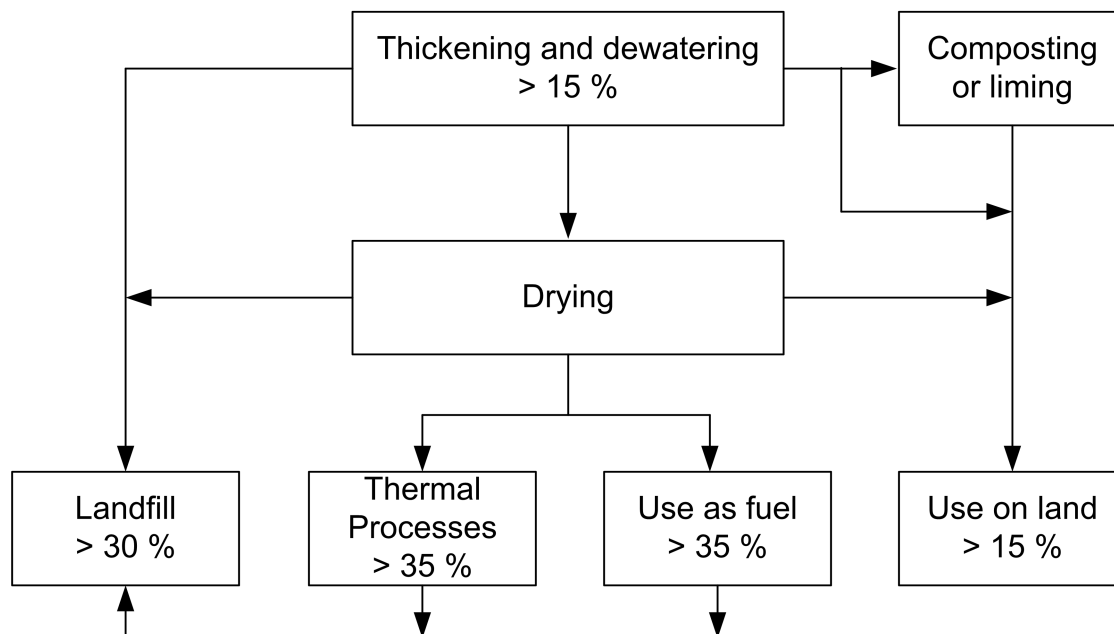 Thickening and dewatering
> 15 %
Composting
or liming
Drying
Landfill
> 30 %
Thermal
Processes
> 35 %
Use as fuel
> 35 %
Use on land
> 15 %